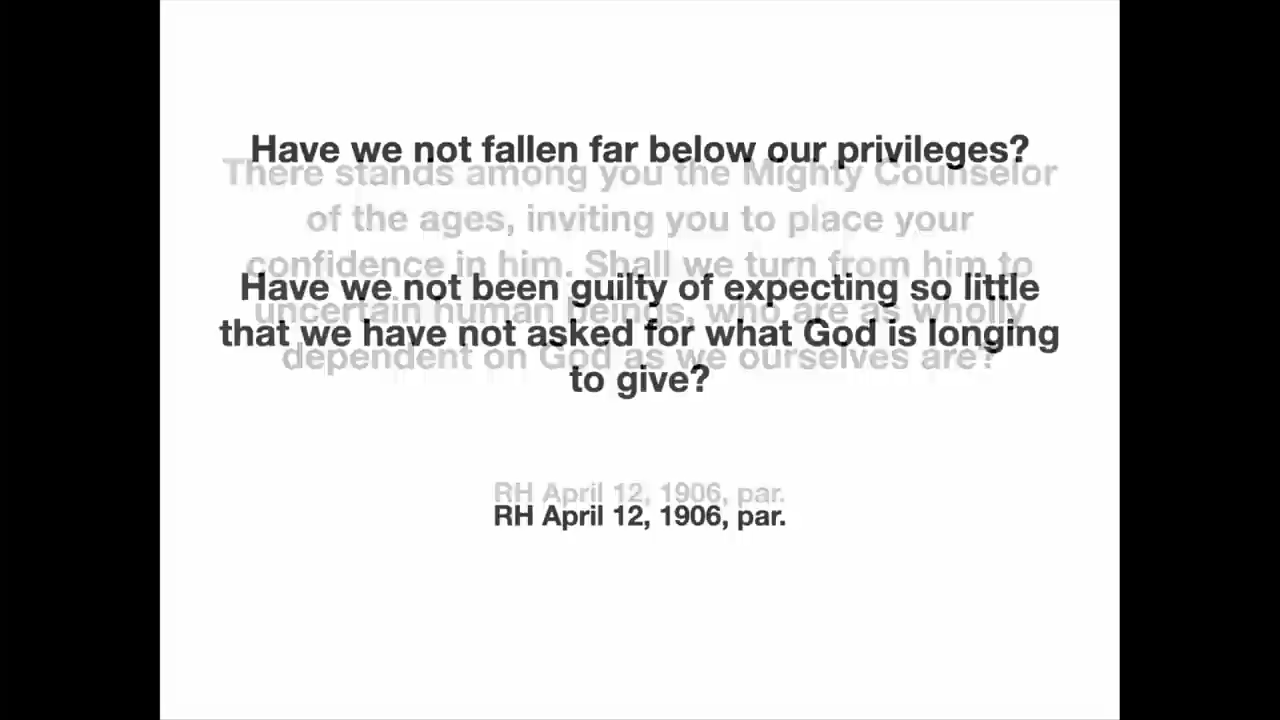 Have we not fallen far below our privileges?
There stands among you the Mighty Counselor
of the ages, inviting you to place your
confidence in him. Shall we turn from him to
Have we not been guilty of expecting so little
uncertain human beings, who are as wholly
that we have not asked for what God is longing
dependent on God as we ourselves are?
to give?
RH April 12, 1906, par.
RH April 12, 1906, par.